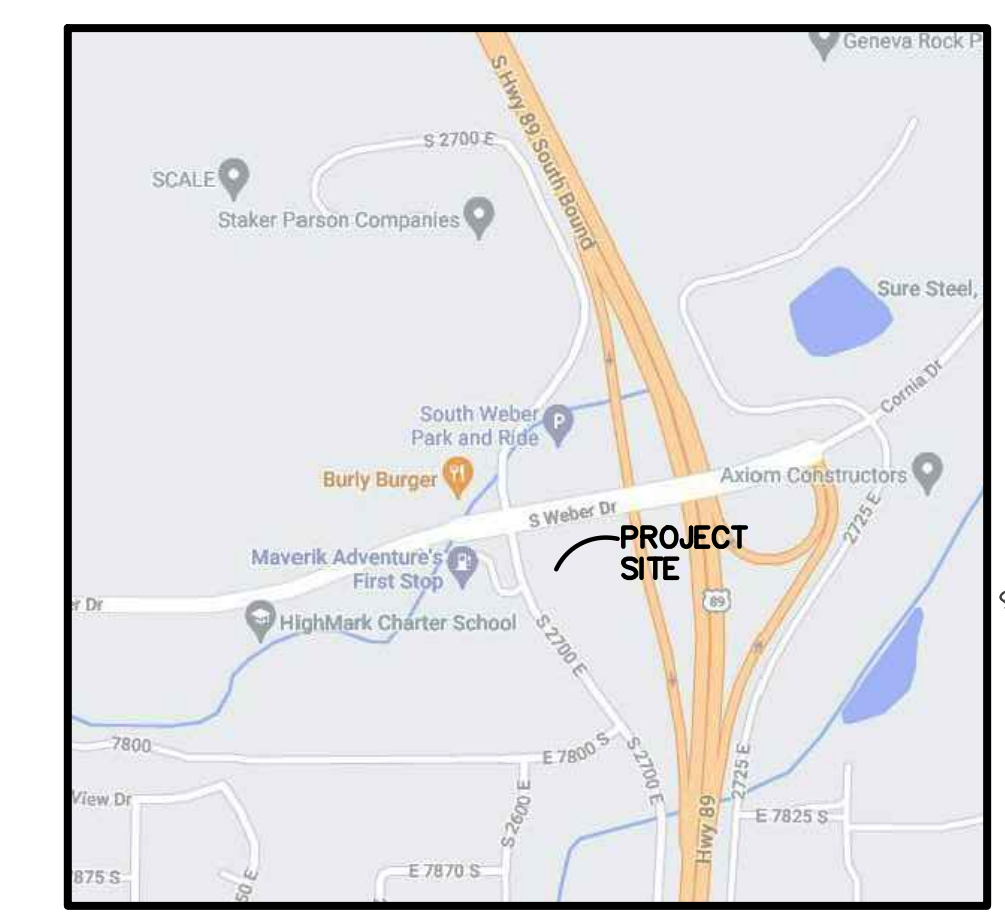 Geneva Rock P
S Hwy 89 South Bound
S 2700 E
SCALE
Staker Parson Companies
Sure Steel,
Cornia Dr
South Weber
Park and Ride
Burly Burger
Axiom Constructors
S Weber Dr
2725 E
PROJECT
SITE
Maverik Adventure's
First Stop
er Dr
89
HighMark Charter School
S 2700 E
7800
E 7800 S
S 2700 E
2725 E
View Dr
S 2600 E
Hwy 89
E 7825 S
875 S
50 E
E 7870 S